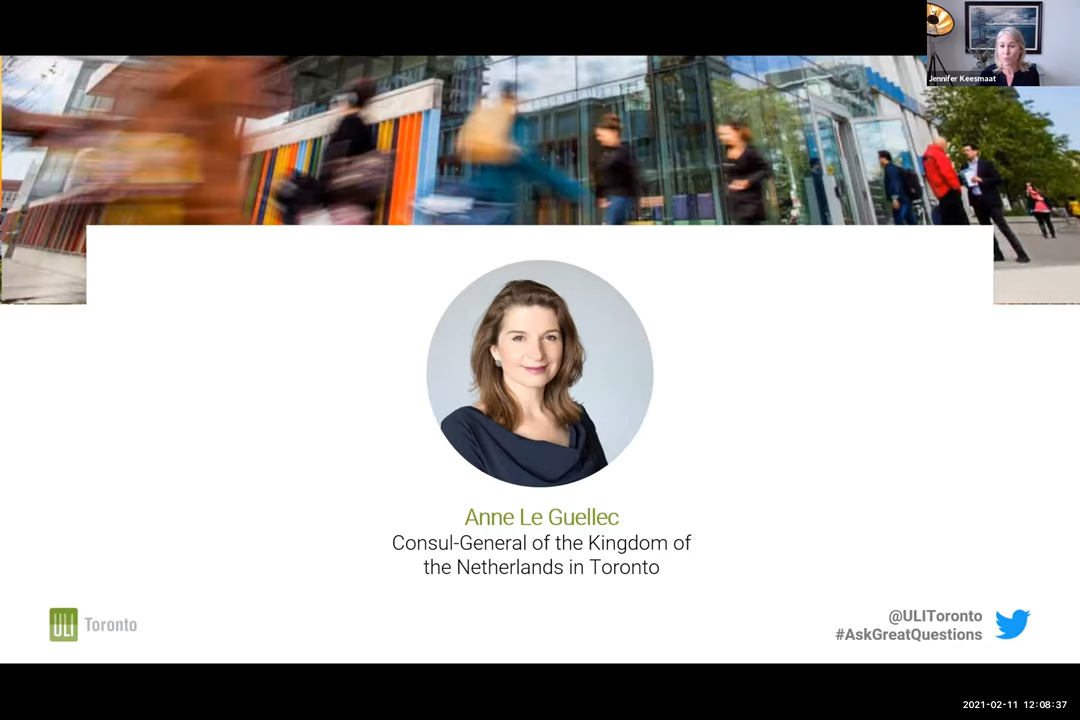 Jennifer Keesmaat
Anne Le Guellec
Consul-General of the Kingdom of
the Netherlands in Toronto
ULI Toronto
@ULIToronto
#AskGreatQuestions
2021-02-11 12:08:37